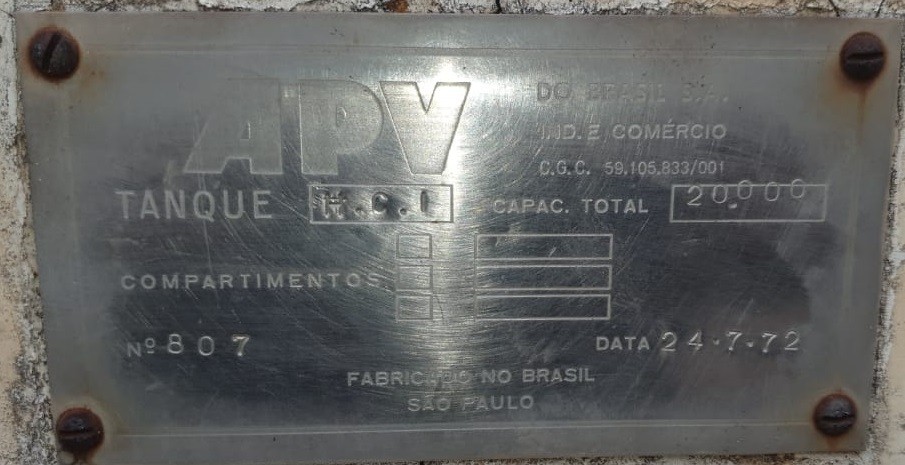 APV DO BRASIL S.A.
IND. E COMÉRCIO
C.G.C. 59.105.833/001
TANQUE H.C.I CAPAC. TOTAL 20.000
COMPARTIMENTOS
Nº 807 DATA 24.7.72
FABRICADO NO BRASIL
SÃO PAULO